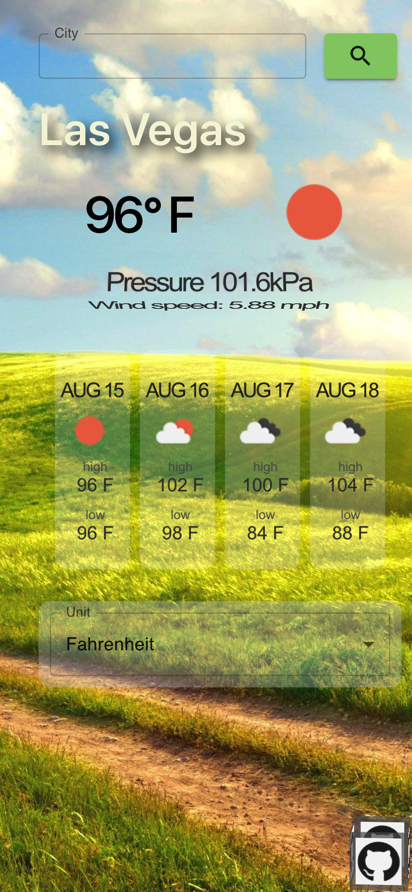 City
Las Vegas
96° F
Pressure 101.6kPa
Wind speed: 5.88 mph
AUG 15 AUG 16 AUG 17 AUG 18
high high high high
96 F 102 F 100 F 104 F
low low low low
96 F 98 F 84 F 88 F
Unit
Fahrenheit